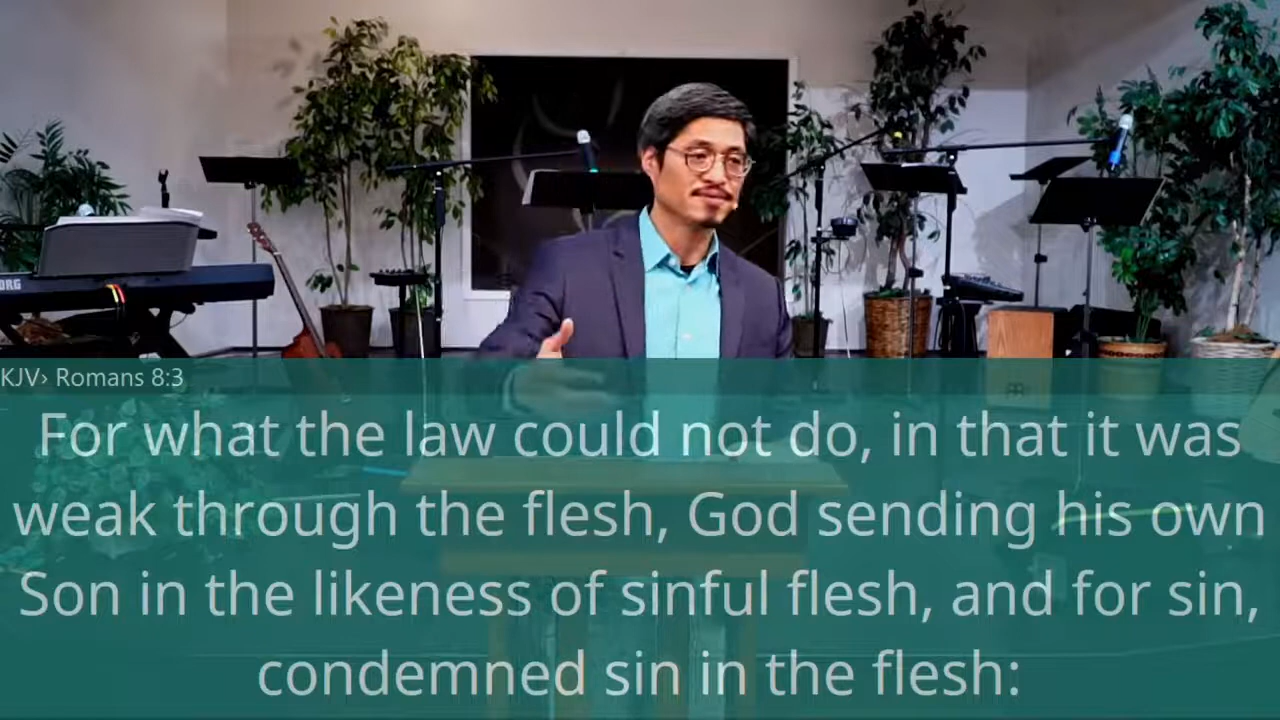 ORG
KJV› Romans 8:3
For what the law could not do, in that it was
weak through the flesh, God sending his own
Son in the likeness of sinful flesh, and for sin,
condemned sin in the flesh: